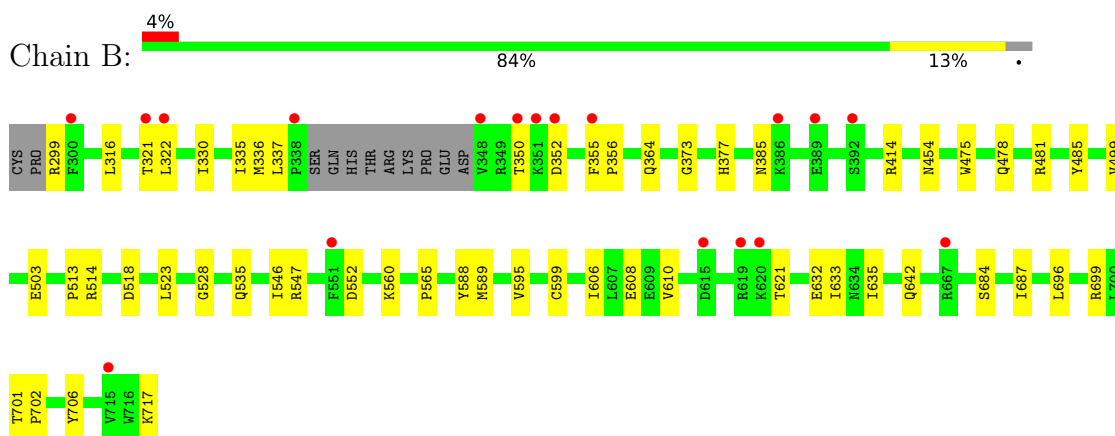 4%
Chain B:
84% 13% •
CYS PRO R299 F300 L316 T321 L322 I330 I335 M336 L337 P338 SER GLN HIS THR ARG LYS PRO GLU ASP V348 R349 T350 K351 D352 F355 P356 Q364 G373 H377 N385 K386 E389 S392 R414 N454 W475 Q478 R481 Y485
E503 P513 R514 D518 L523 G528 Q535 I546 R547 F551 D552 K560 P565 Y588 M589 V595 C599 I606 L607 E608 E609 V610 D615 R619 K620 T621 E632 I633 N634 I635 Q642 R667 S684 I687 L696 R699
T701 P702 Y706 V715 W716 K717